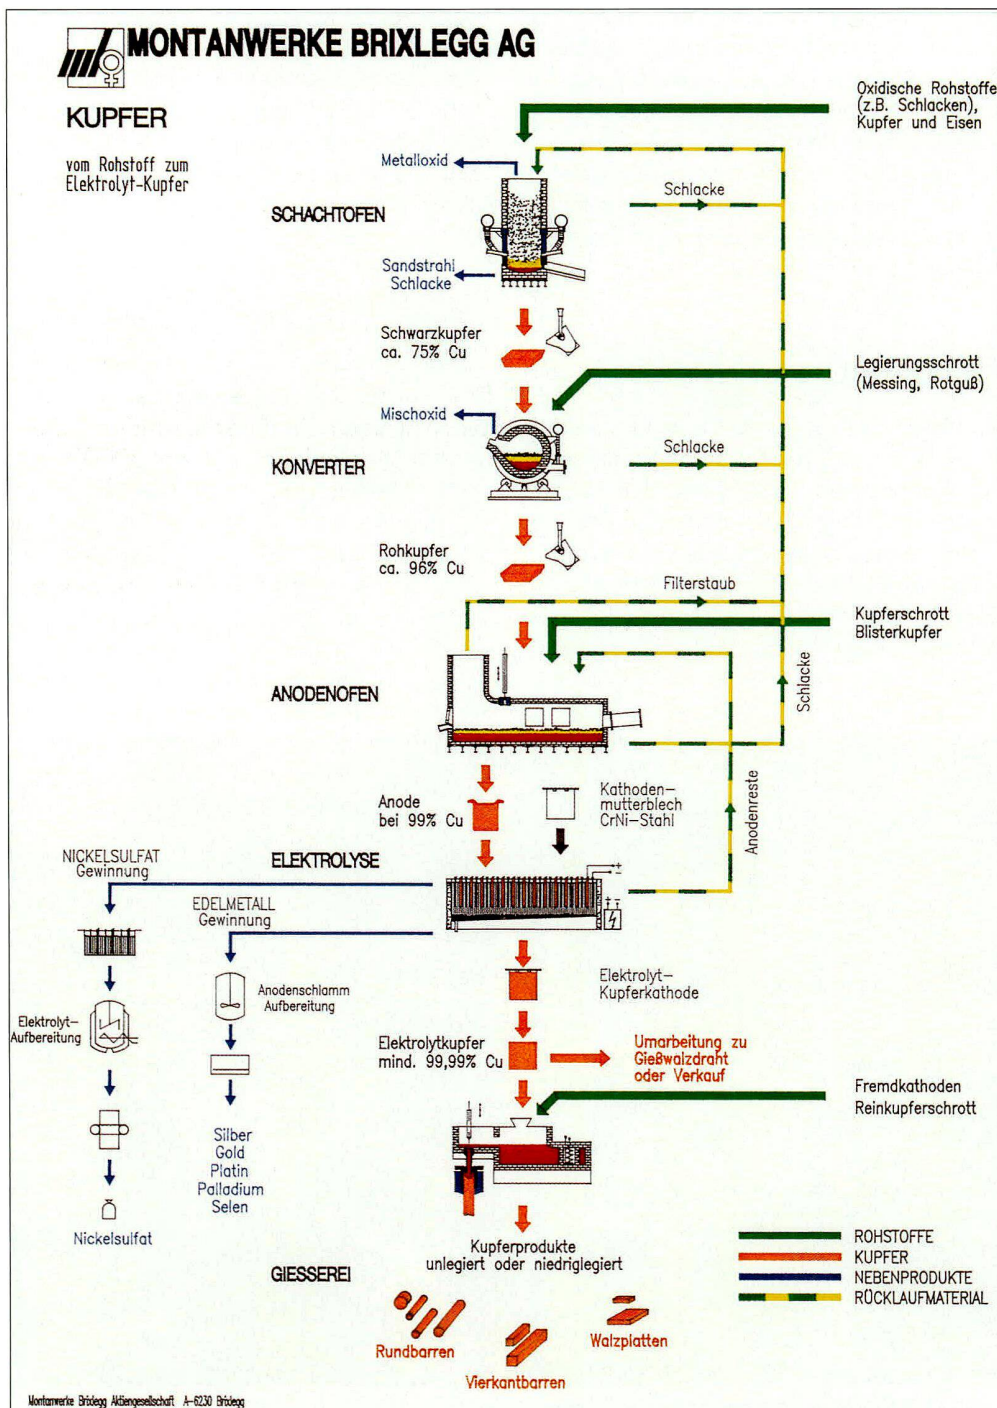 MONTANWERKE BRIXLEGG AG
KUPFER
vom Rohstoff zum
Elektrolyt-Kupfer
Oxidische Rohstoffe
(z.B. Schlacken),
Kupfer und Eisen
Metalloxid
Schlacke
SCHACHTOFEN
Sandstrahl
Schlacke
Schwarzkupfer
ca. 75% Cu
Legierungsschrott
(Messing, Rotguß)
Mischoxid
Schlacke
KONVERTER
Rohkupfer
ca. 96% Cu
Filterstaub
Kupferschrott
Blisterkupfer
Schlacke
ANODENOFEN
Anode
bei 99% Cu
Kathoden-
mutterblech
CrNi-Stahl
Anodenreste
ELEKTROLYSE
NICKELSULFAT
Gewinnung
EDELMETALL
Gewinnung
Elektrolyt-
Kupferkathode
Anodenschlamm
Aufbereitung
Elektrolyt-
Aufbereitung
Elektrolytkupfer
mind. 99,99% Cu
Umarbeitung zu
Gießwalzdraht
oder Verkauf
Fremdkathoden
Reinkupferschrott
Silber
Gold
Platin
Palladium
Selen
Nickelsulfat
Kupferprodukte
unlegiert oder niedriglegiert
GIESSEREI
ROHSTOFFE
KUPFER
NEBENPRODUKTE
RÜCKLAUFMATERIAL
Rundbarren
Walzplatten
Vierkantbarren
Montanwerke Brixlegg Aktiengesellschaft A-6230 Brixlegg